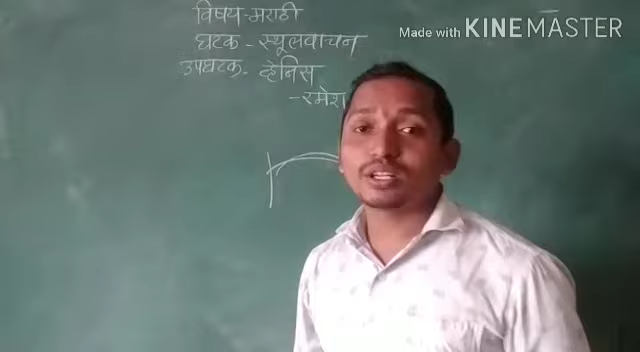 विषय-मराठी
घटक - स्थूलवाचन
उपघटक- व्हेनिस
-रमेश
Made with KINEMASTER